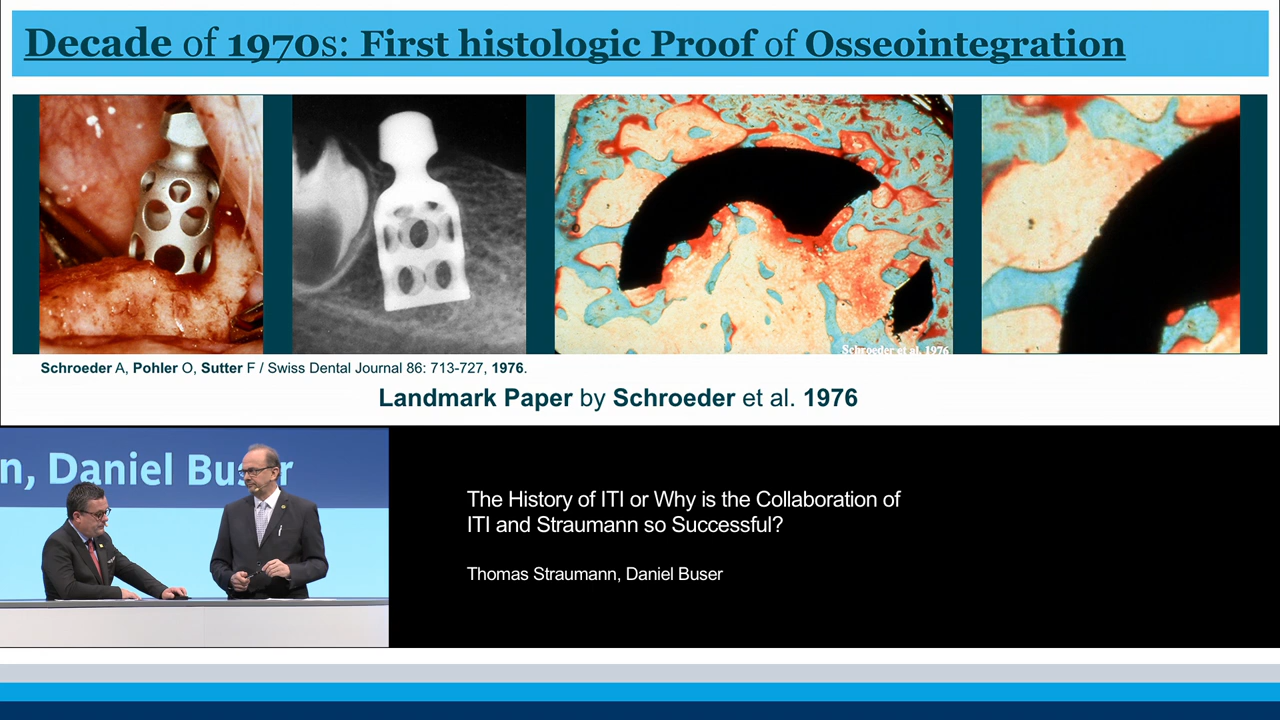 Decade of 1970s: First histologic Proof of Osseointegration
Schroeder et al. 1976
Schroeder A, Pohler O, Sutter F / Swiss Dental Journal 86: 713-727, 1976.
Landmark Paper by Schroeder et al. 1976
n, Daniel Buser
The History of ITI or Why is the Collaboration of
ITI and Straumann so Successful?
Thomas Straumann, Daniel Buser